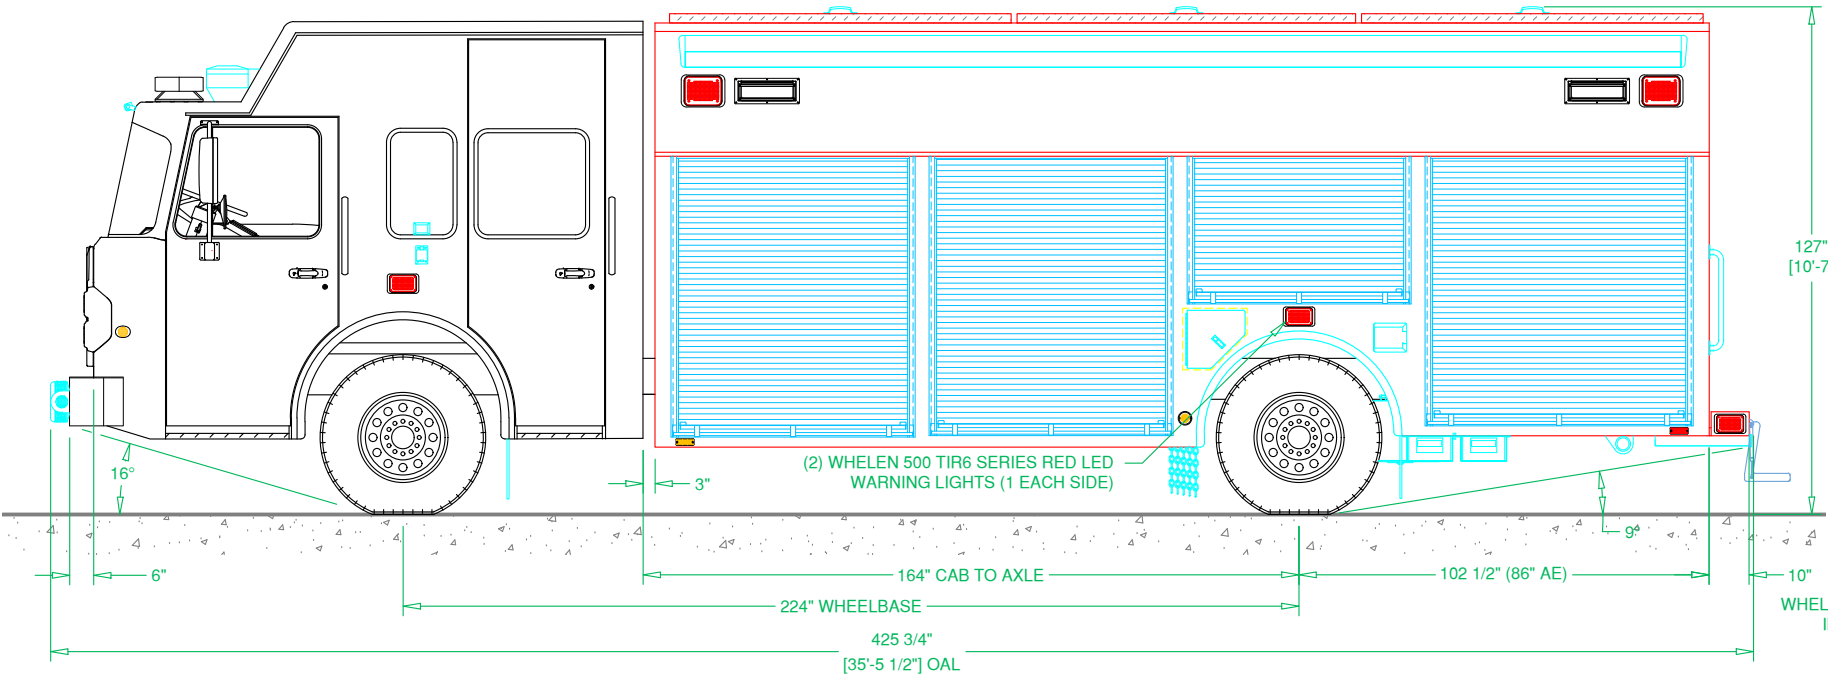 127"
[10'-7
(2) WHELEN 500 TIR6 SERIES RED LED
WARNING LIGHTS (1 EACH SIDE)
16°
3"
9°
6"
164" CAB TO AXLE
102 1/2" (86" AE)
10"
224" WHEELBASE
WHEL
425 3/4"
[35'-5 1/2"] OAL